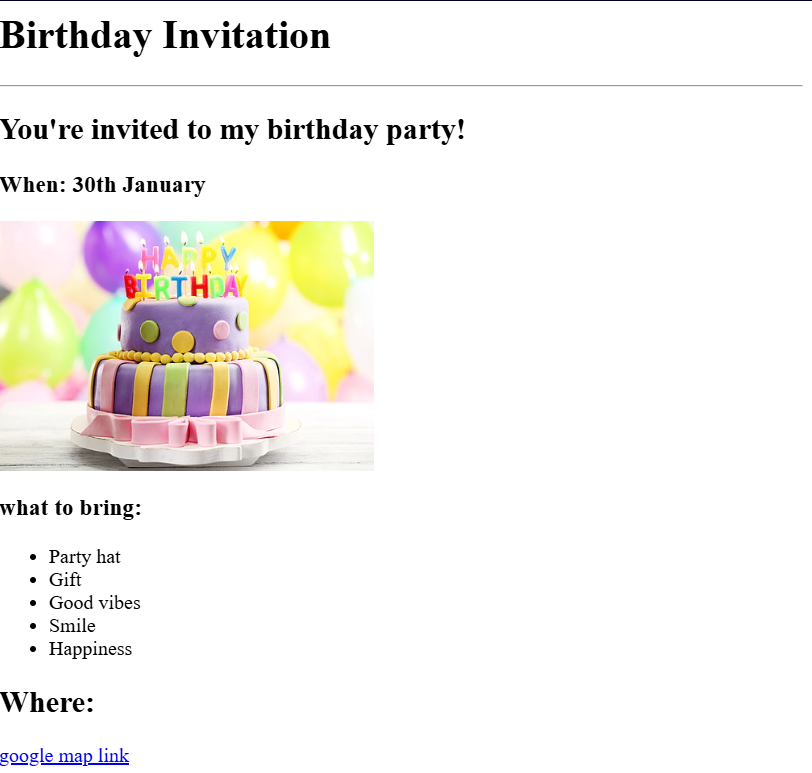 Birthday Invitation
You're invited to my birthday party!
When: 30th January
HAPPY
BIRTHDAY
what to bring:
Party hat
Gift
Good vibes
Smile
Happiness
Where:
google map link